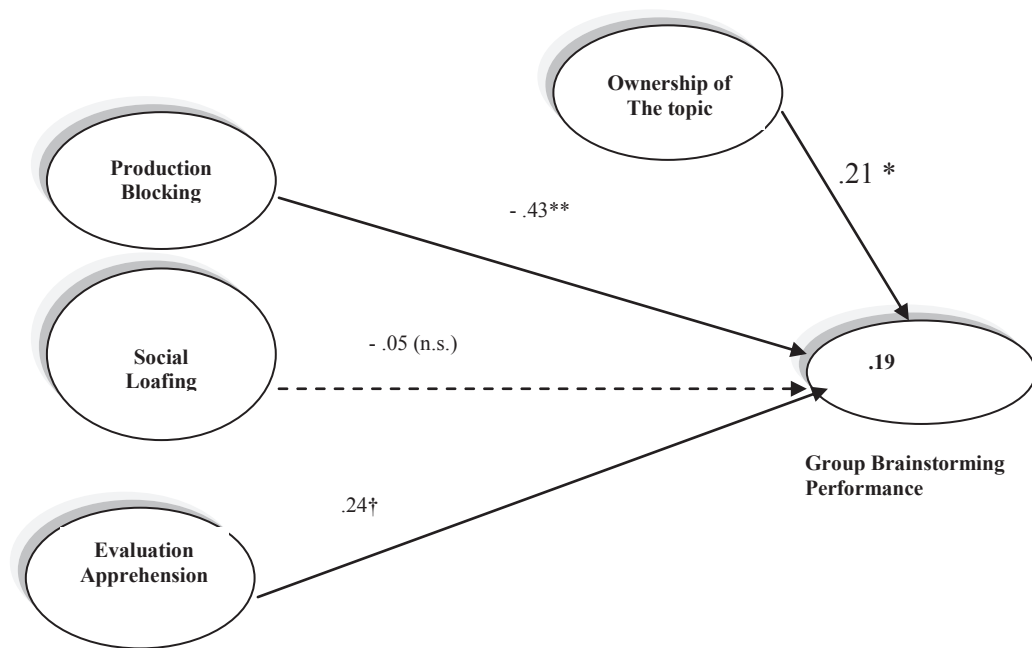 Ownership of
The topic
Production
Blocking
.21 *
- .43**
Social
Loafing
- .05 (n.s.)
.19
Group Brainstorming
Performance
.24†
Evaluation
Apprehension